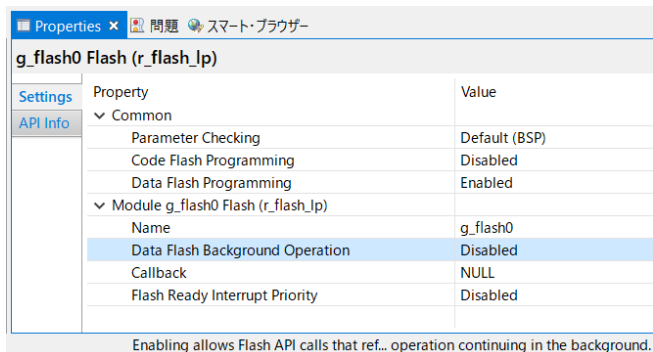 Properties × 問題 スマート・ブラウザー
g_flash0 Flash (r_flash_lp)
Settings
API Info
Property Value
Common
Parameter Checking Default (BSP)
Code Flash Programming Disabled
Data Flash Programming Enabled
Module g_flash0 Flash (r_flash_lp)
Name g_flash0
Data Flash Background Operation Disabled
Callback NULL
Flash Ready Interrupt Priority Disabled
Enabling allows Flash API calls that ref... operation continuing in the background.